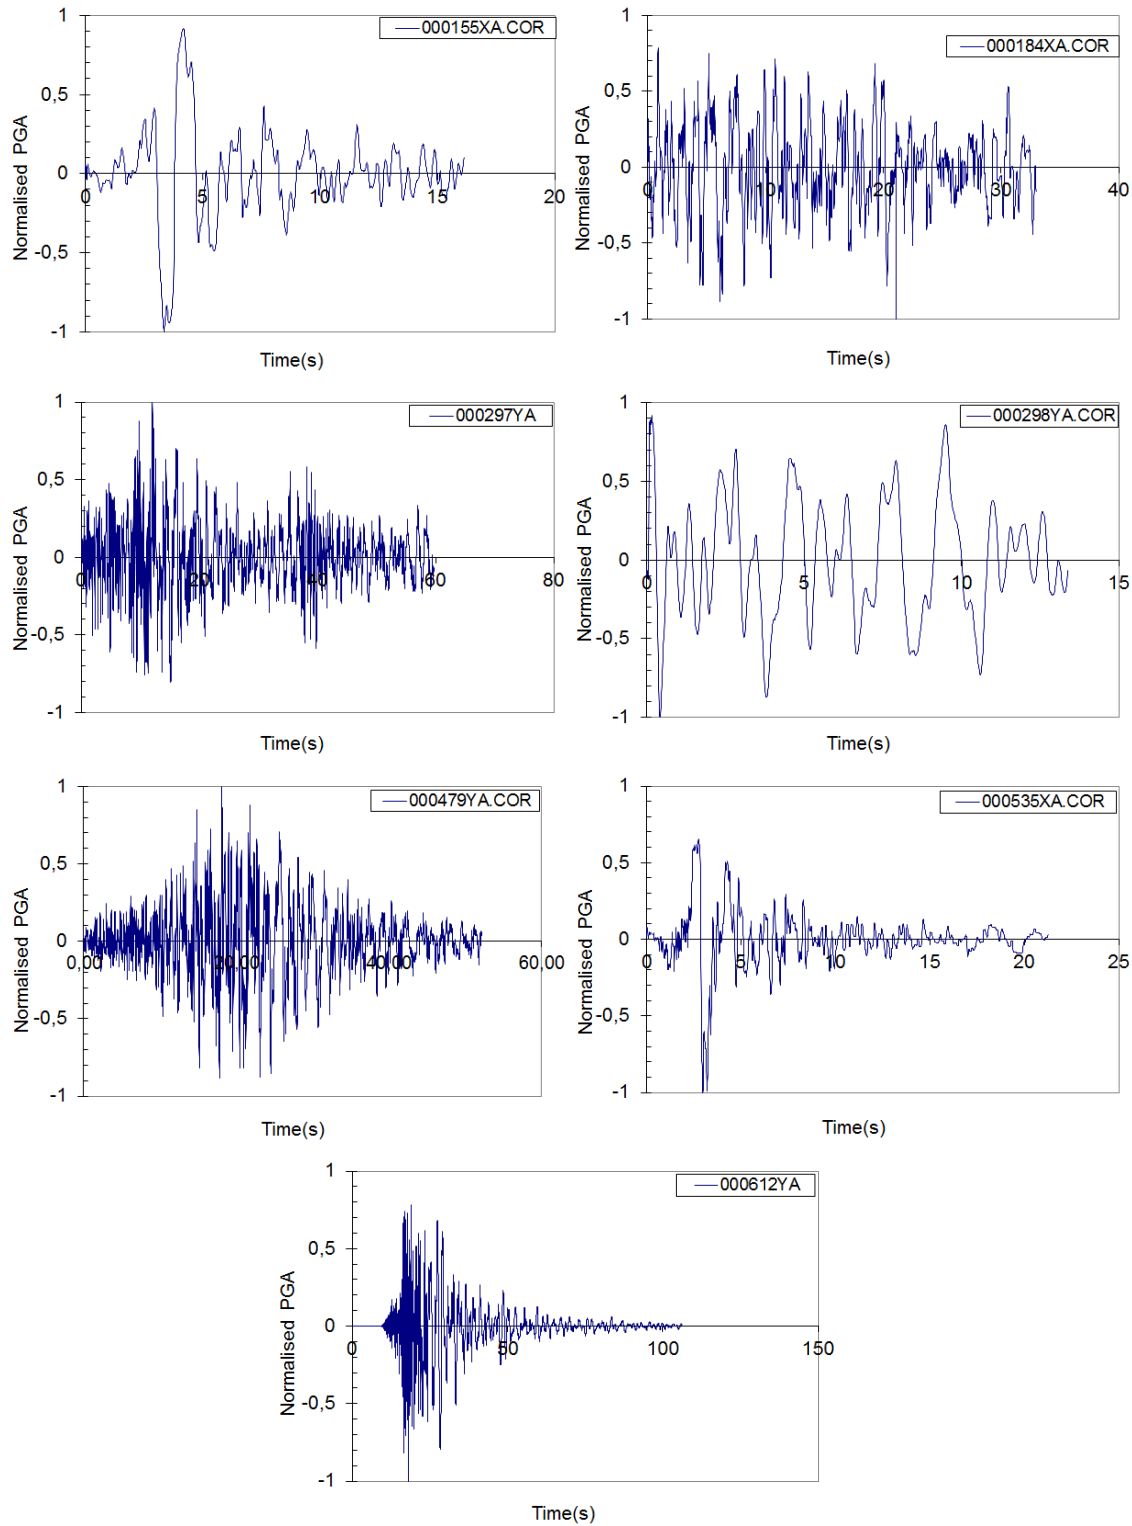 1
000155XA.COR
0,5
0
0 5 10 15 20
-0,5
-1
Normalised PGA
Time(s)
1
000184XA.COR
0,5
0
0 10 20 30 40
-0,5
-1
Normalised PGA
Time(s)
1
000297YA
0,5
0
0 20 40 60 80
-0,5
-1
Normalised PGA
Time(s)
1
000298YA.COR
0,5
0
0 5 10 15
-0,5
-1
Normalised PGA
Time(s)
1
000479YA.COR
0,5
0
0,00 20,00 40,00 60,00
-0,5
-1
Normalised PGA
Time(s)
1
000535XA.COR
0,5
0
0 5 10 15 20 25
-0,5
-1
Normalised PGA
Time(s)
1
000612YA
0,5
0
0 50 100 150
-0,5
-1
Normalised PGA
Time(s)